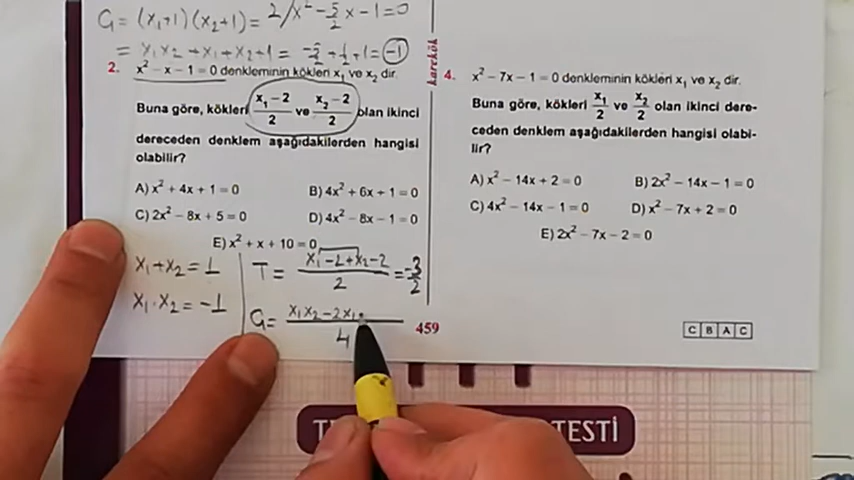 Ç = (x₁+1)(x₂+1) = 2/x² - 5/2 x - 1 = 0
= x₁x₂ + x₁ + x₂ + 1 = -5/2 + 1/2 + 1 = -1
karekök
2. x² – x – 1 = 0 denkleminin kökleri x₁ ve x₂ dir.
Buna göre, kökleri (x₁ – 2)/2 ve (x₂ – 2)/2 olan ikinci
dereceden denklem aşağıdakilerden hangisi
olabilir?
A) x² + 4x + 1 = 0 B) 4x² + 6x + 1 = 0
C) 2x² – 8x + 5 = 0 D) 4x² – 8x – 1 = 0
E) x² + x + 10 = 0
x₁ + x₂ = 1
x₁ · x₂ = -1
T = (x₁ - 2 + x₂ - 2)/2 = -3/2
Ç = (x₁x₂ - 2x₁)/4
4. x² – 7x – 1 = 0 denkleminin kökleri x₁ ve x₂ dir.
Buna göre, kökleri x₁/2 ve x₂/2 olan ikinci dere-
ceden denklem aşağıdakilerden hangisi olabi-
lir?
A) x² – 14x + 2 = 0 B) 2x² – 14x – 1 = 0
C) 4x² – 14x – 1 = 0 D) x² – 7x + 2 = 0
E) 2x² – 7x – 2 = 0
459
C B A C
TESTİ